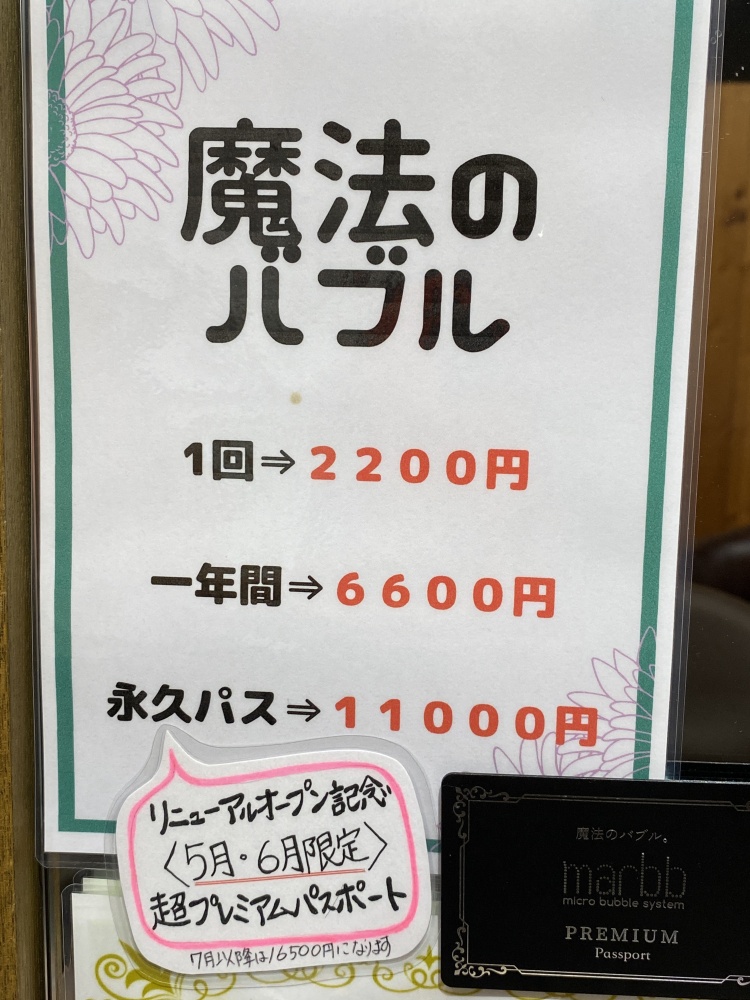 魔法の
バブル
1回⇒2200円
一年間⇒6600円
永久パス⇒11000円
リニューアルオープン記念
〈5月・6月限定〉
超プレミアムパスポート
7月以降は16500円になります
魔法のバブル。
marbb
micro bubble system
PREMIUM
Passport